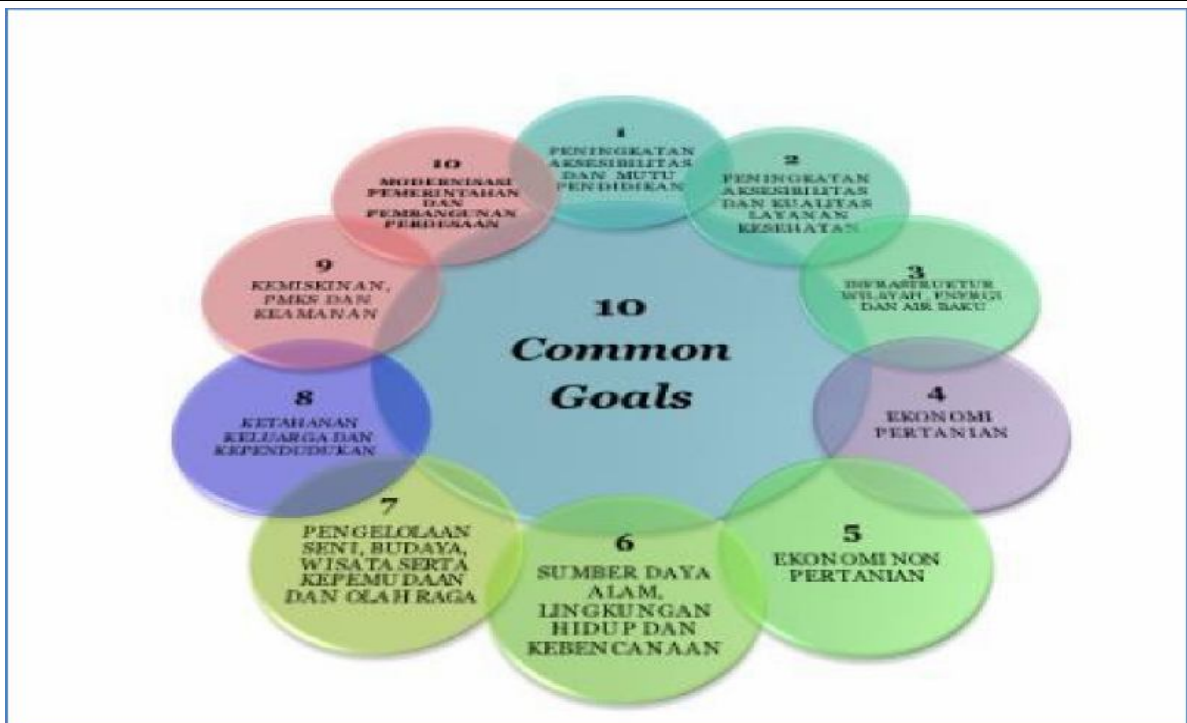 10
Common
Goals
1
PENINGKATAN
AKSESIBILITAS
DAN MUTU
PENDIDIKAN
2
PENINGKATAN
AKSESIBILITAS
DAN KUALITAS
LAYANAN
KESEHATAN
3
INFRASTRUKTUR
WILAYAH, ENERGI
DAN AIR BAKU
4
EKONOMI
PERTANIAN
5
EKONOMI NON
PERTANIAN
6
SUMBER DAYA
ALAM,
LINGKUNGAN
HIDUP DAN
KEBENCANAAN
7
PENGELOLAAN
SENI, BUDAYA,
WISATA SERTA
KEPEMUDAAN
DAN OLAH RAGA
8
KETAHANAN
KELUARGA DAN
KEPENDUDUKAN
9
KEMISKINAN,
PMKS DAN
KEAMANAN
10
MODERNISASI
PEMERINTAHAN
DAN
PEMBANGUNAN
PERDESAAN